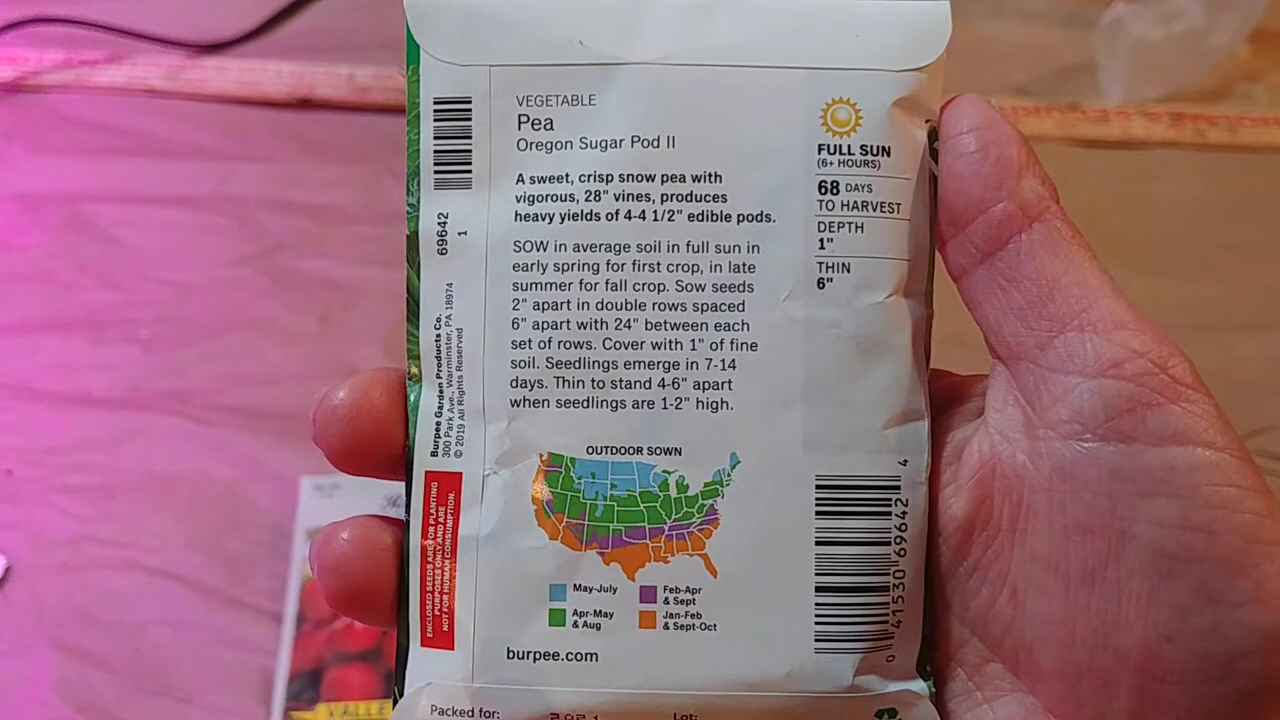 VEGETABLE
Pea
Oregon Sugar Pod II
A sweet, crisp snow pea with
vigorous, 28" vines, produces
heavy yields of 4-4 1/2" edible pods.
SOW in average soil in full sun in
early spring for first crop, in late
summer for fall crop. Sow seeds
2" apart in double rows spaced
6" apart with 24" between each
set of rows. Cover with 1" of fine
soil. Seedlings emerge in 7-14
days. Thin to stand 4-6" apart
when seedlings are 1-2" high.
FULL SUN
(6+ HOURS)
68 DAYS
TO HARVEST
DEPTH
1"
THIN
6"
69642
1
Burpee Garden Products Co.
300 Park Ave., Warminster, PA 18974
© 2019 All Rights Reserved
ENCLOSED SEEDS ARE FOR PLANTING
PURPOSES ONLY AND ARE
NOT FOR HUMAN CONSUMPTION.
OUTDOOR SOWN
May-July
Apr-May
& Aug
Feb-Apr
& Sept
Jan-Feb
& Sept-Oct
0 41530 69642 4
burpee.com
Packed for:
Lot:
VALLE